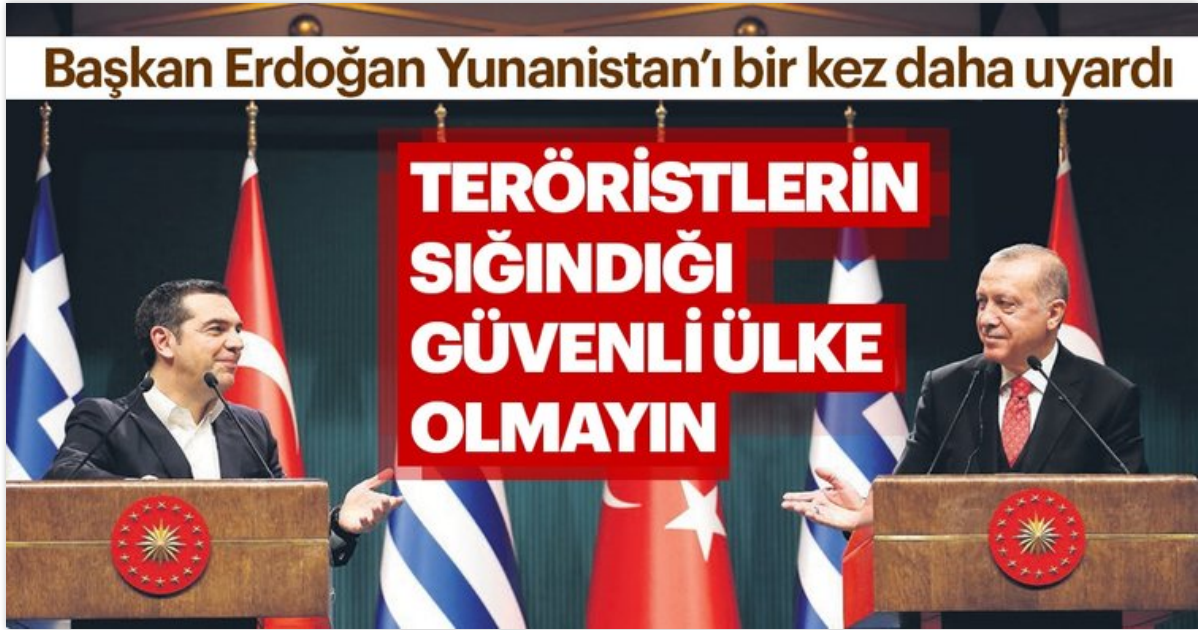 Başkan Erdoğan Yunanistan'ı bir kez daha uyardı
TERÖRİSTLERİN
SIĞINDIĞI
GÜVENLİ ÜLKE
OLMAYIN